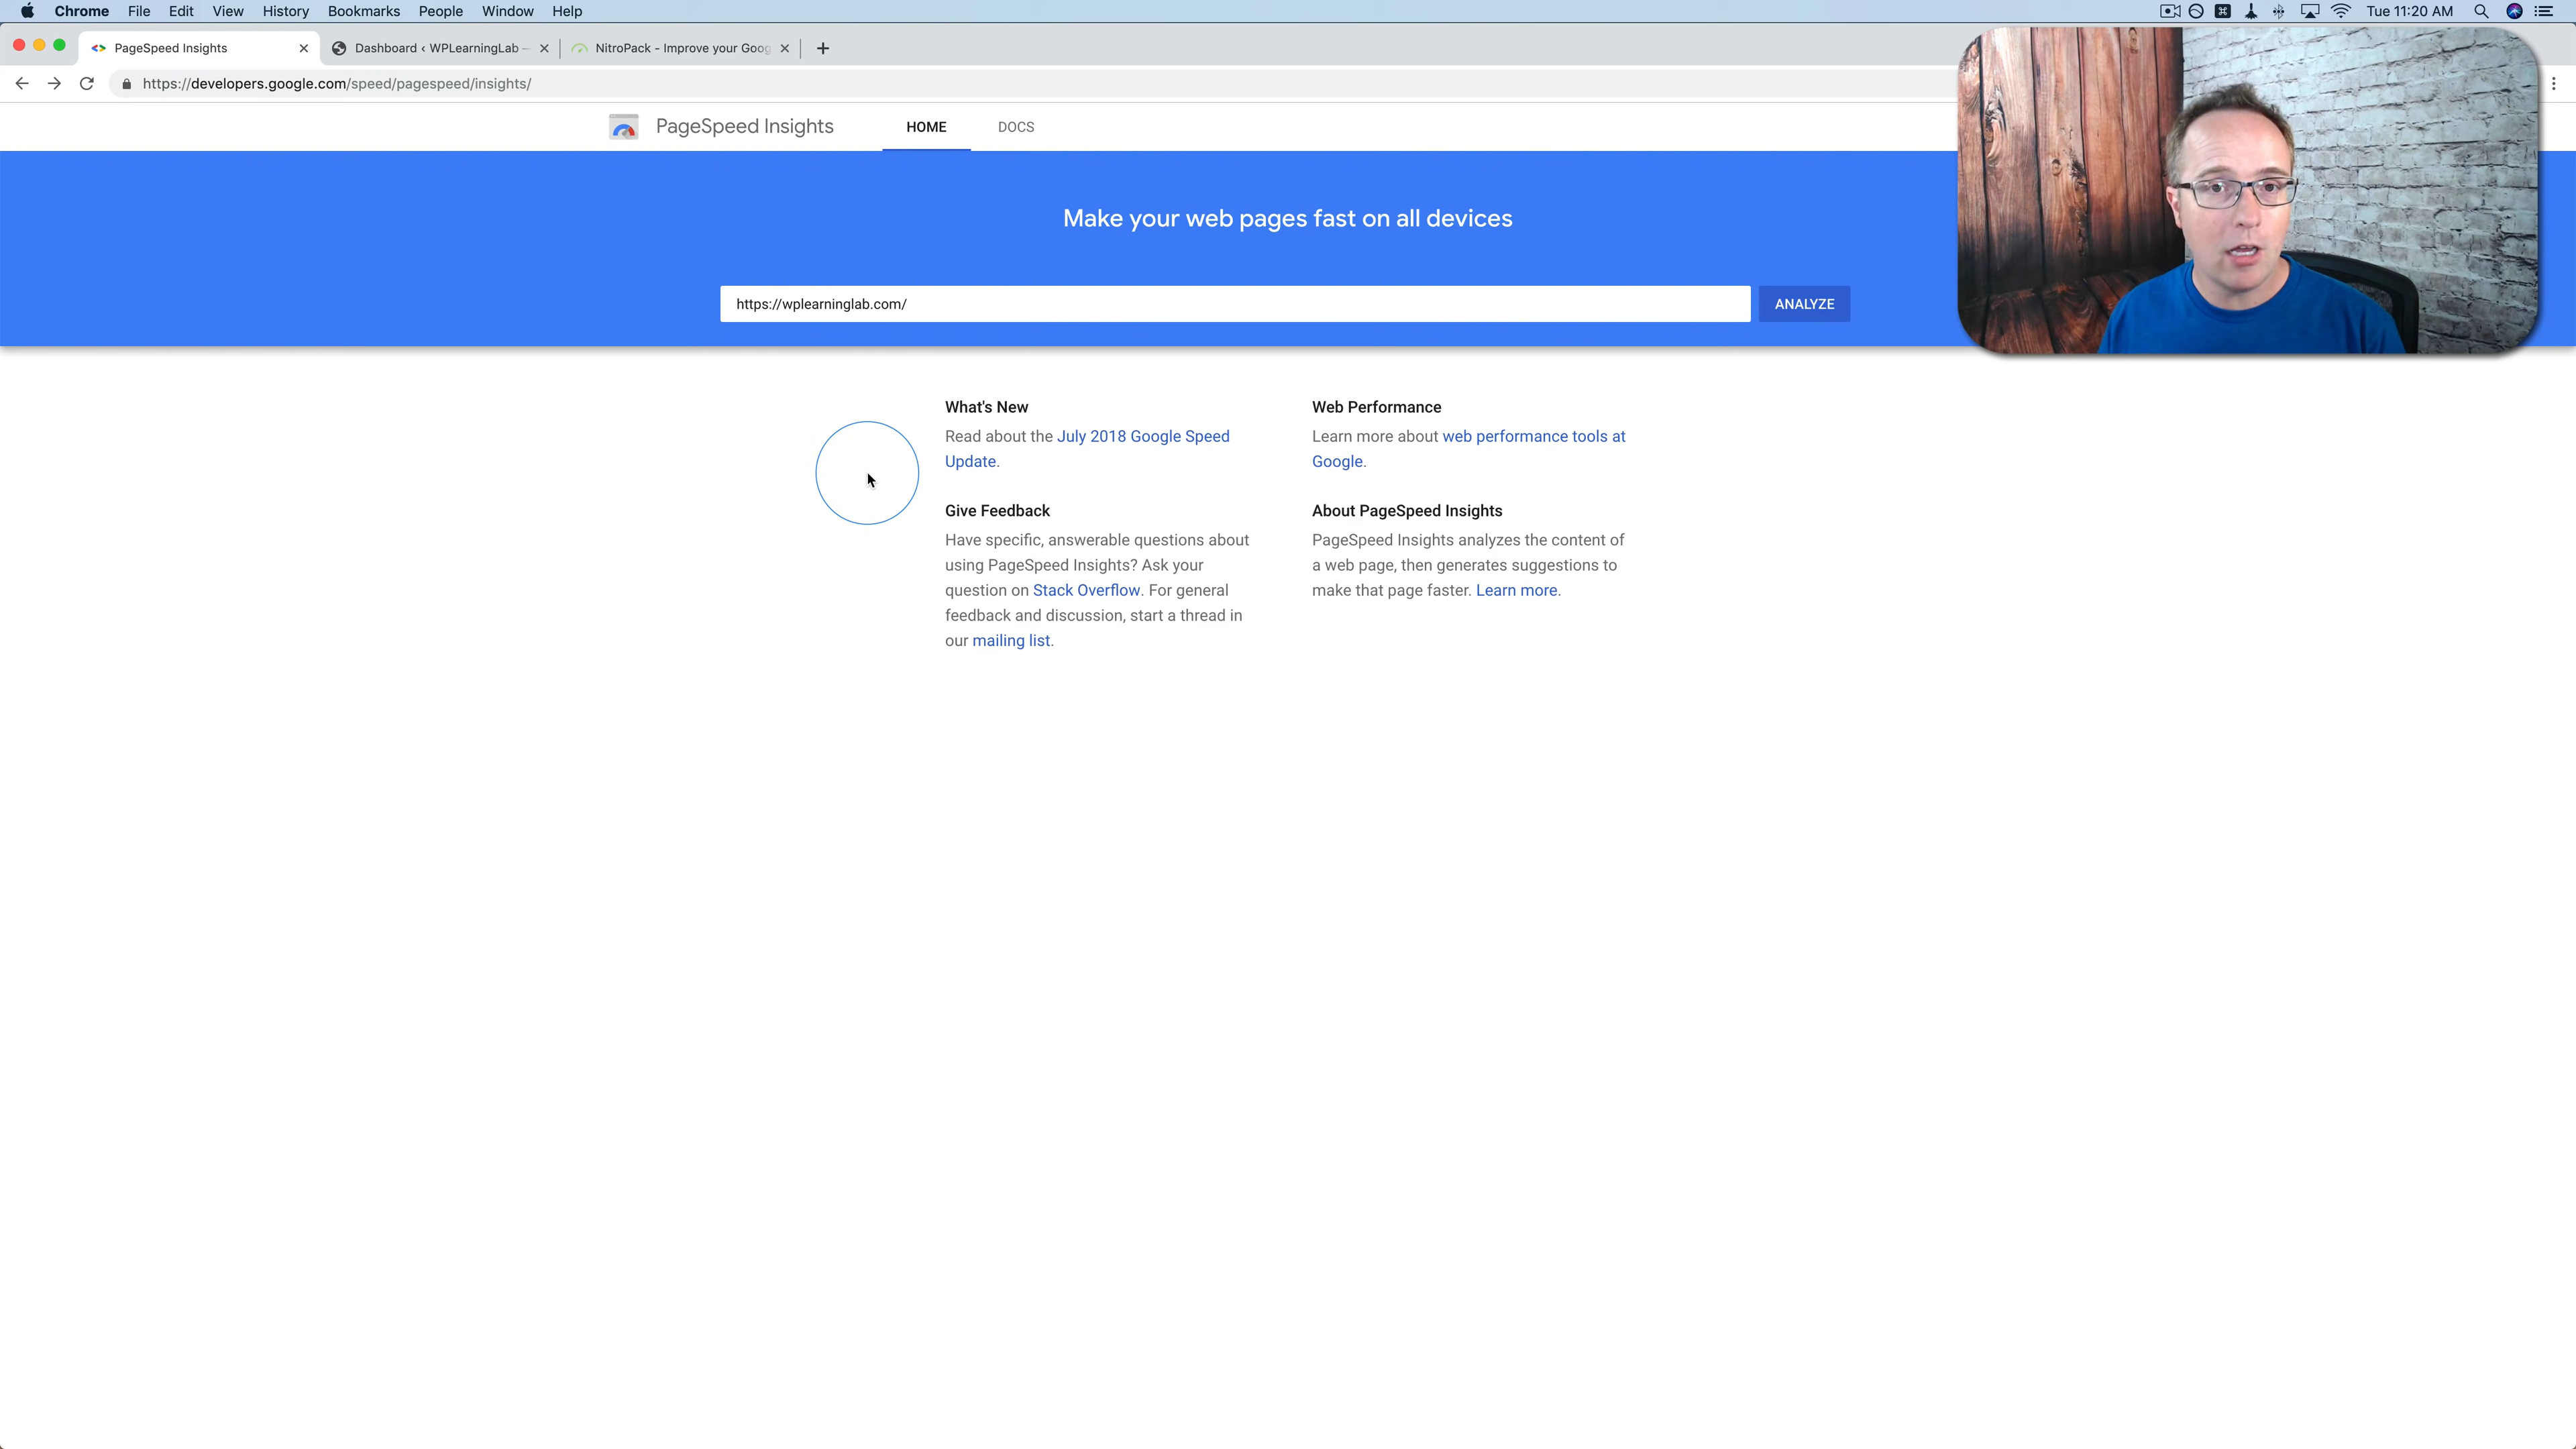 Chrome File Edit View History Bookmarks People Window Help Tue 11:20 AM
PageSpeed Insights Dashboard ‹ WPLearningLab — NitroPack - Improve your Goog
https://developers.google.com/speed/pagespeed/insights/
PageSpeed Insights HOME DOCS
Make your web pages fast on all devices
https://wplearninglab.com/ ANALYZE
What's New
Read about the July 2018 Google Speed
Update.
Web Performance
Learn more about web performance tools at
Google.
Give Feedback
Have specific, answerable questions about
using PageSpeed Insights? Ask your
question on Stack Overflow. For general
feedback and discussion, start a thread in
our mailing list.
About PageSpeed Insights
PageSpeed Insights analyzes the content of
a web page, then generates suggestions to
make that page faster. Learn more.